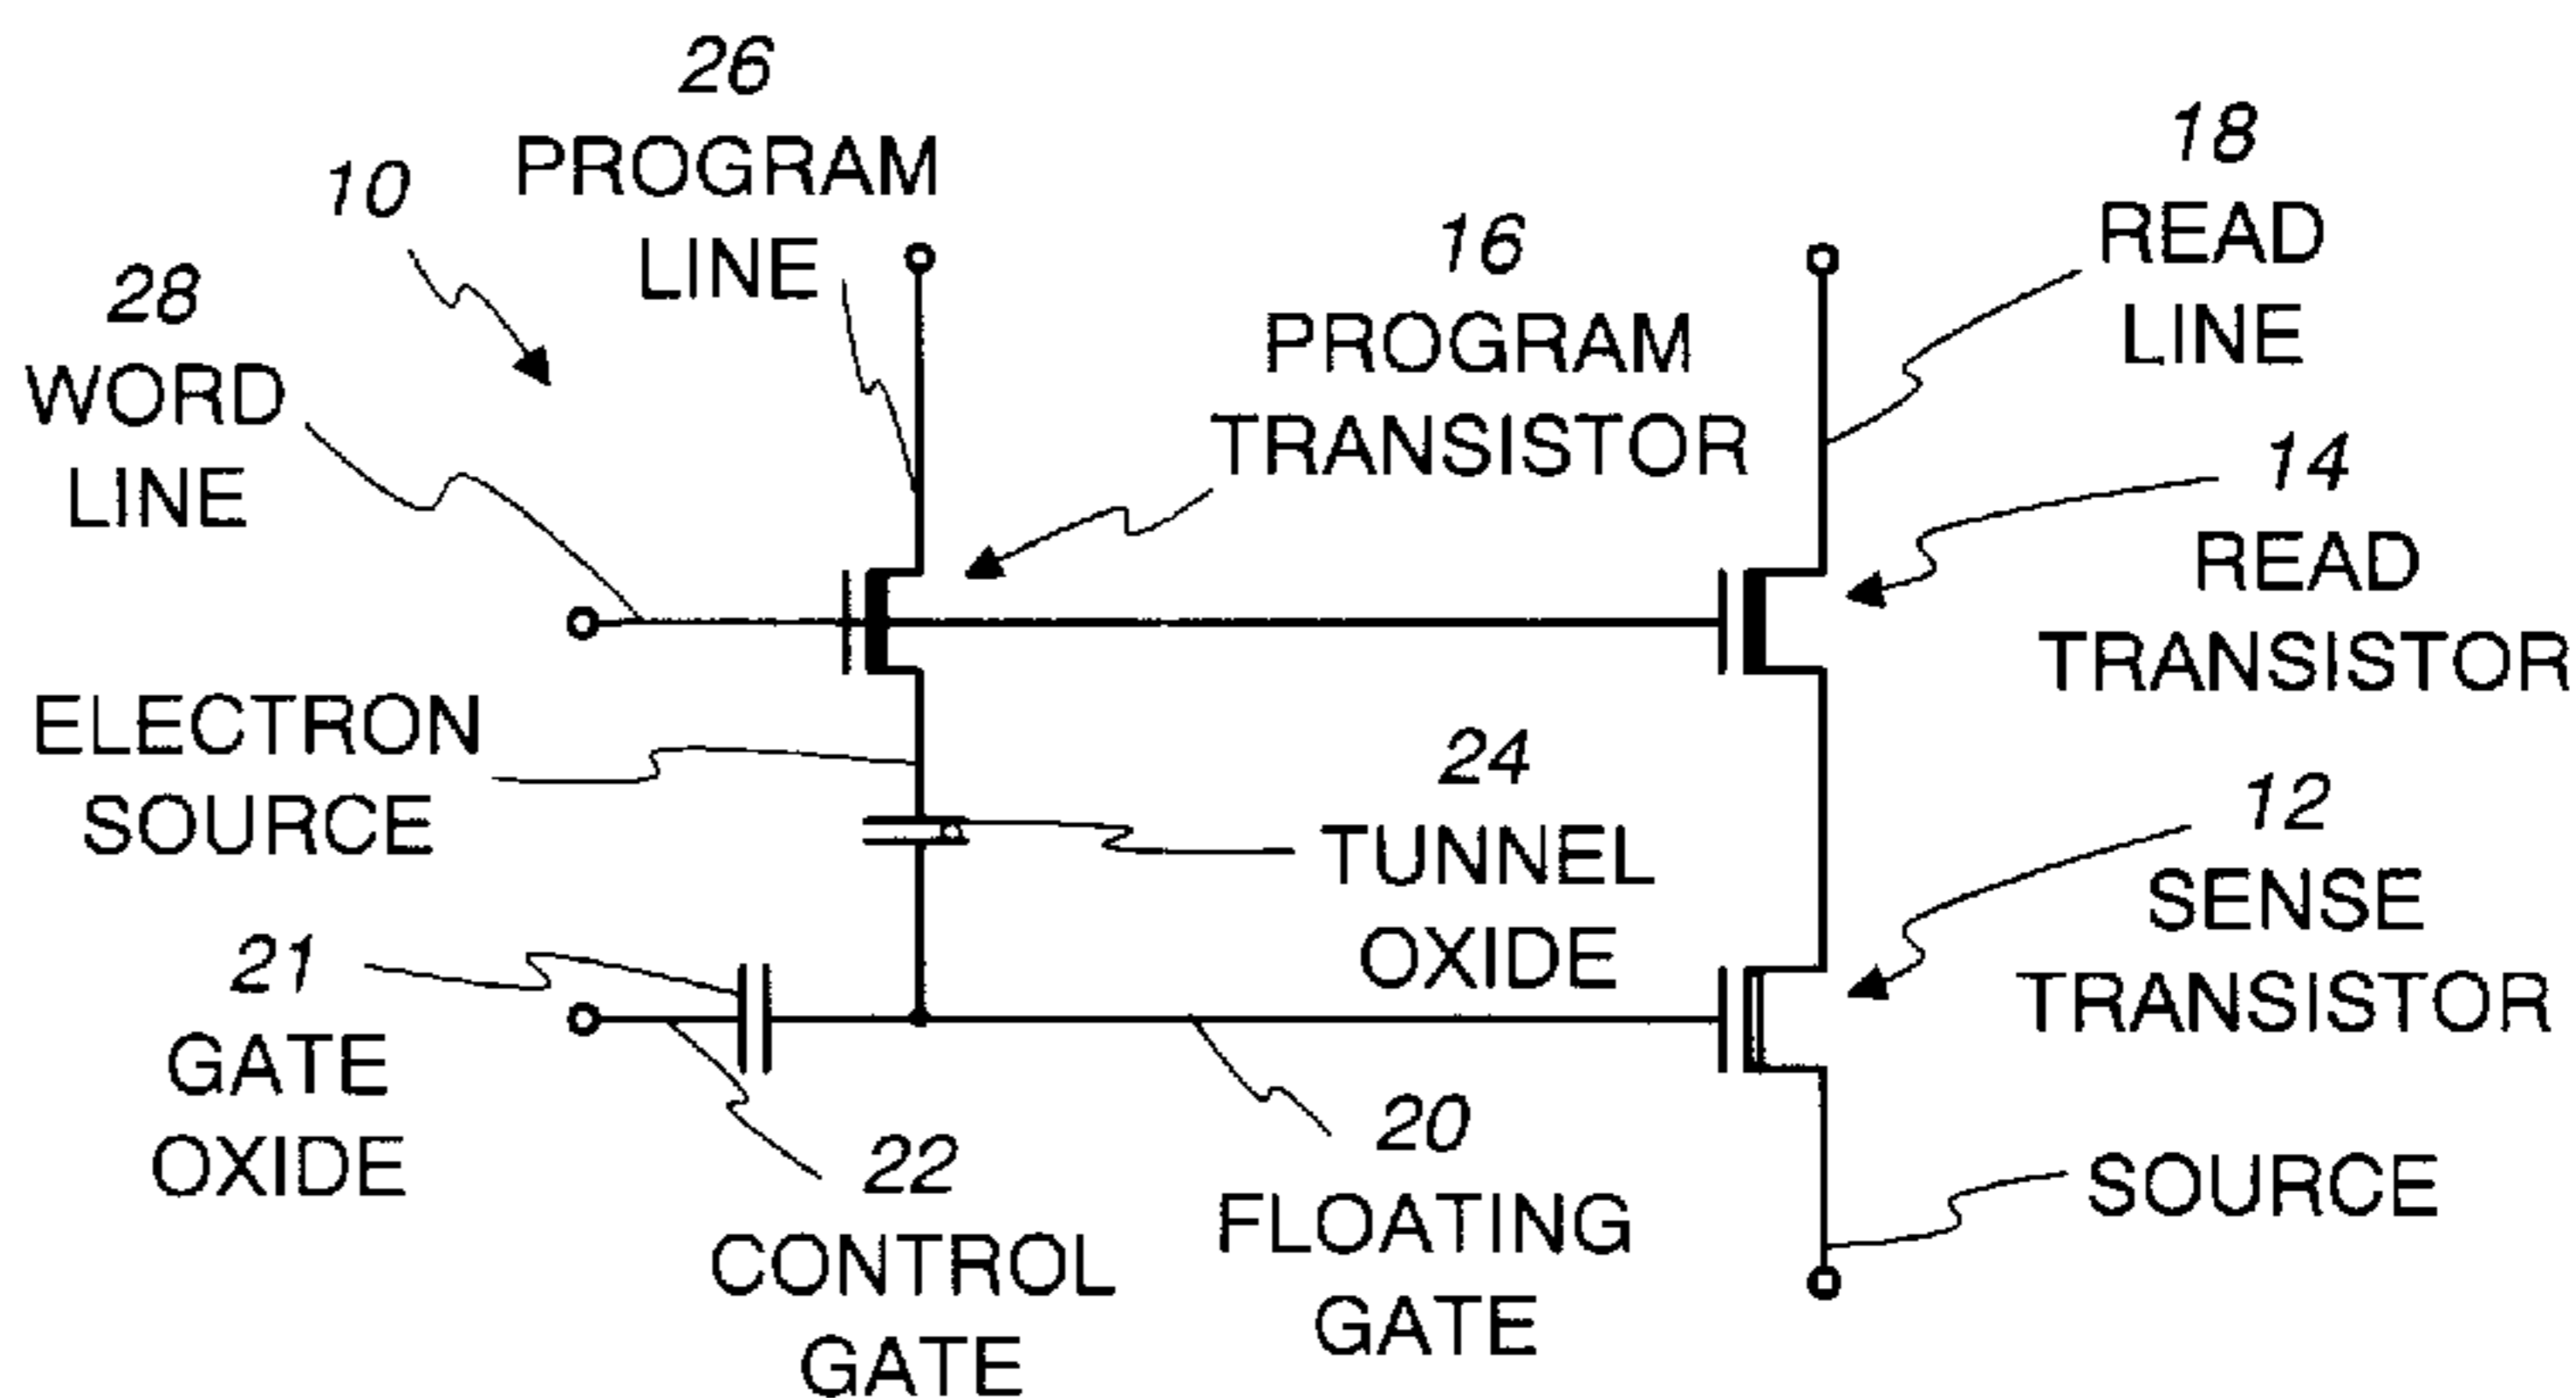 26
PROGRAM
LINE
10
28
WORD
LINE
16
PROGRAM
TRANSISTOR
18
READ
LINE
14
READ
TRANSISTOR
ELECTRON
SOURCE
24
TUNNEL
OXIDE
12
SENSE
TRANSISTOR
21
GATE
OXIDE
22
CONTROL
GATE
20
FLOATING
GATE
SOURCE